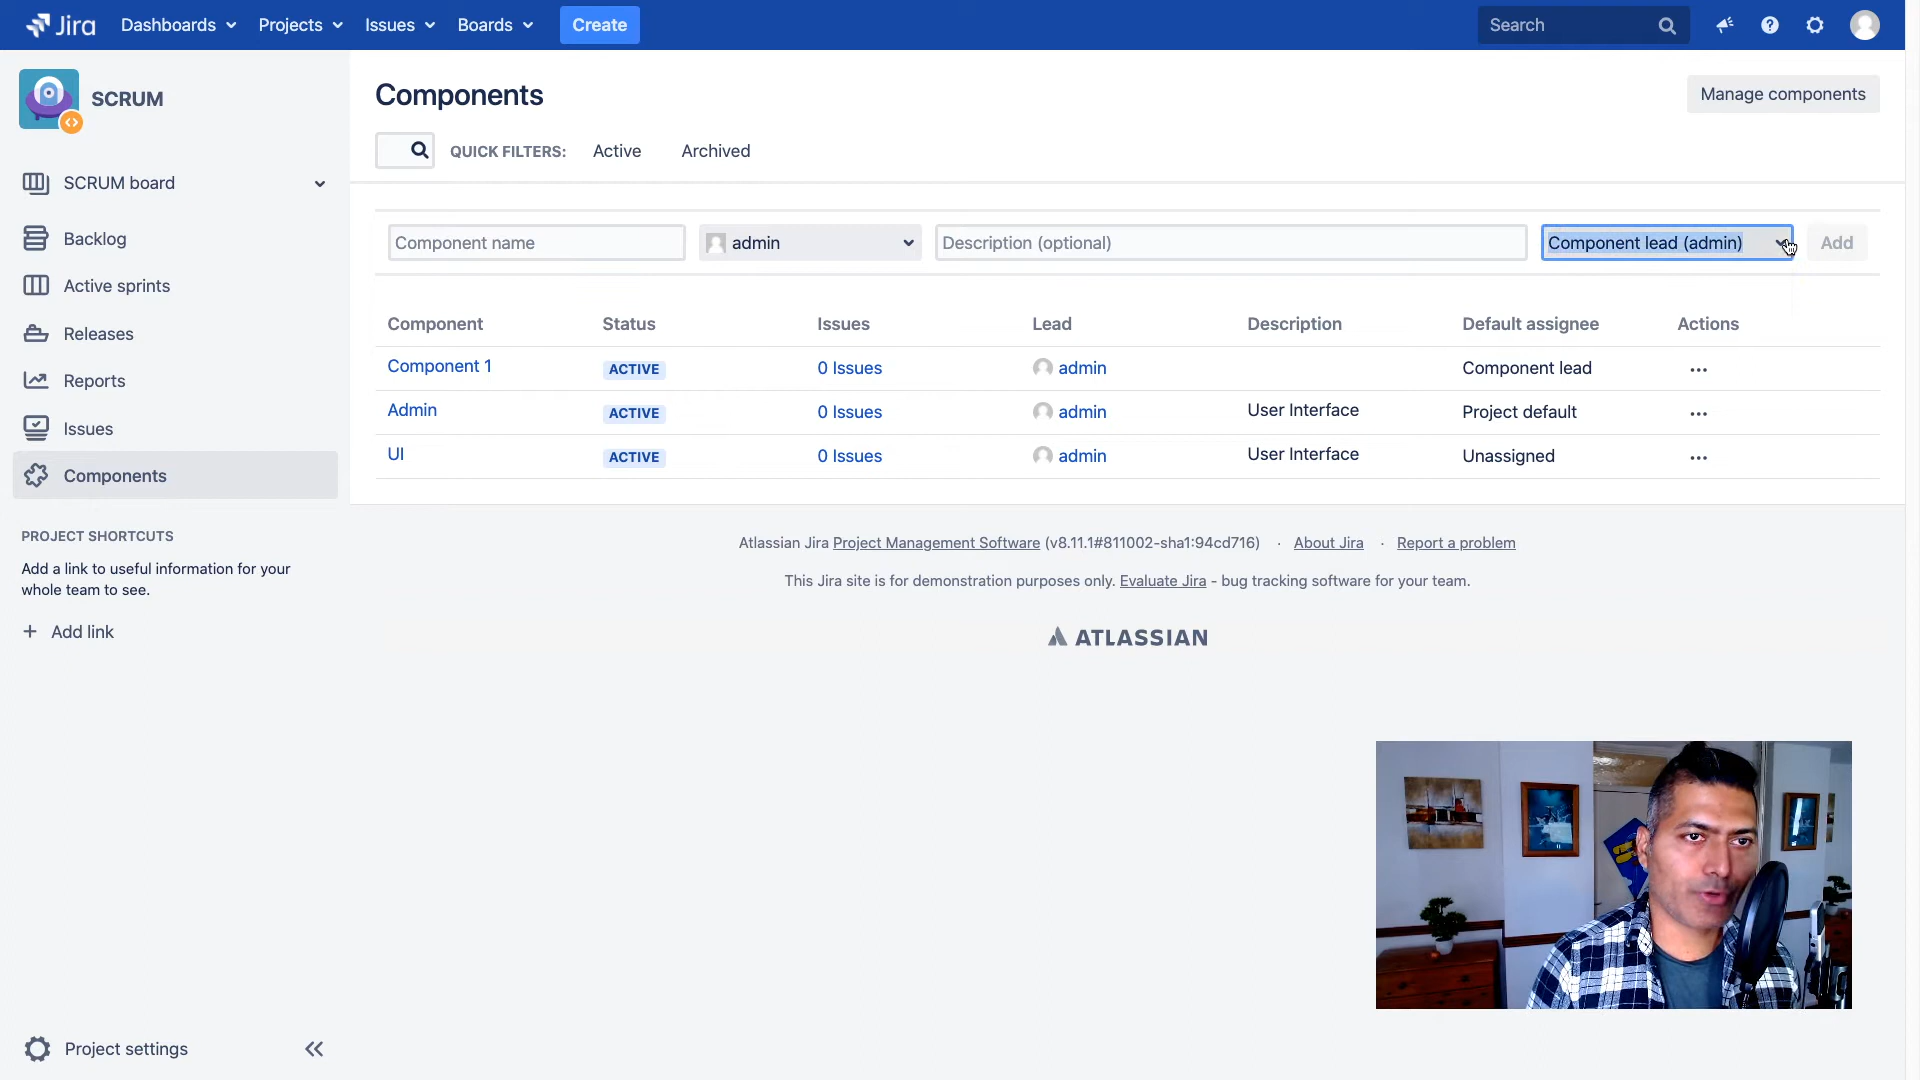 Jira Dashboards Projects Issues Boards Create Search
SCRUM
SCRUM board
Backlog
Active sprints
Releases
Reports
Issues
Components
PROJECT SHORTCUTS
Add a link to useful information for your
whole team to see.
Add link
Project settings
Components Manage components
QUICK FILTERS: Active Archived
Component name admin Description (optional) Component lead (admin) Add
Component Status Issues Lead Description Default assignee Actions
Component 1 ACTIVE 0 Issues admin Component lead
Admin ACTIVE 0 Issues admin User Interface Project default
UI ACTIVE 0 Issues admin User Interface Unassigned
Atlassian Jira Project Management Software (v8.11.1#811002-sha1:94cd716) · About Jira · Report a problem
This Jira site is for demonstration purposes only. Evaluate Jira - bug tracking software for your team.
ATLASSIAN